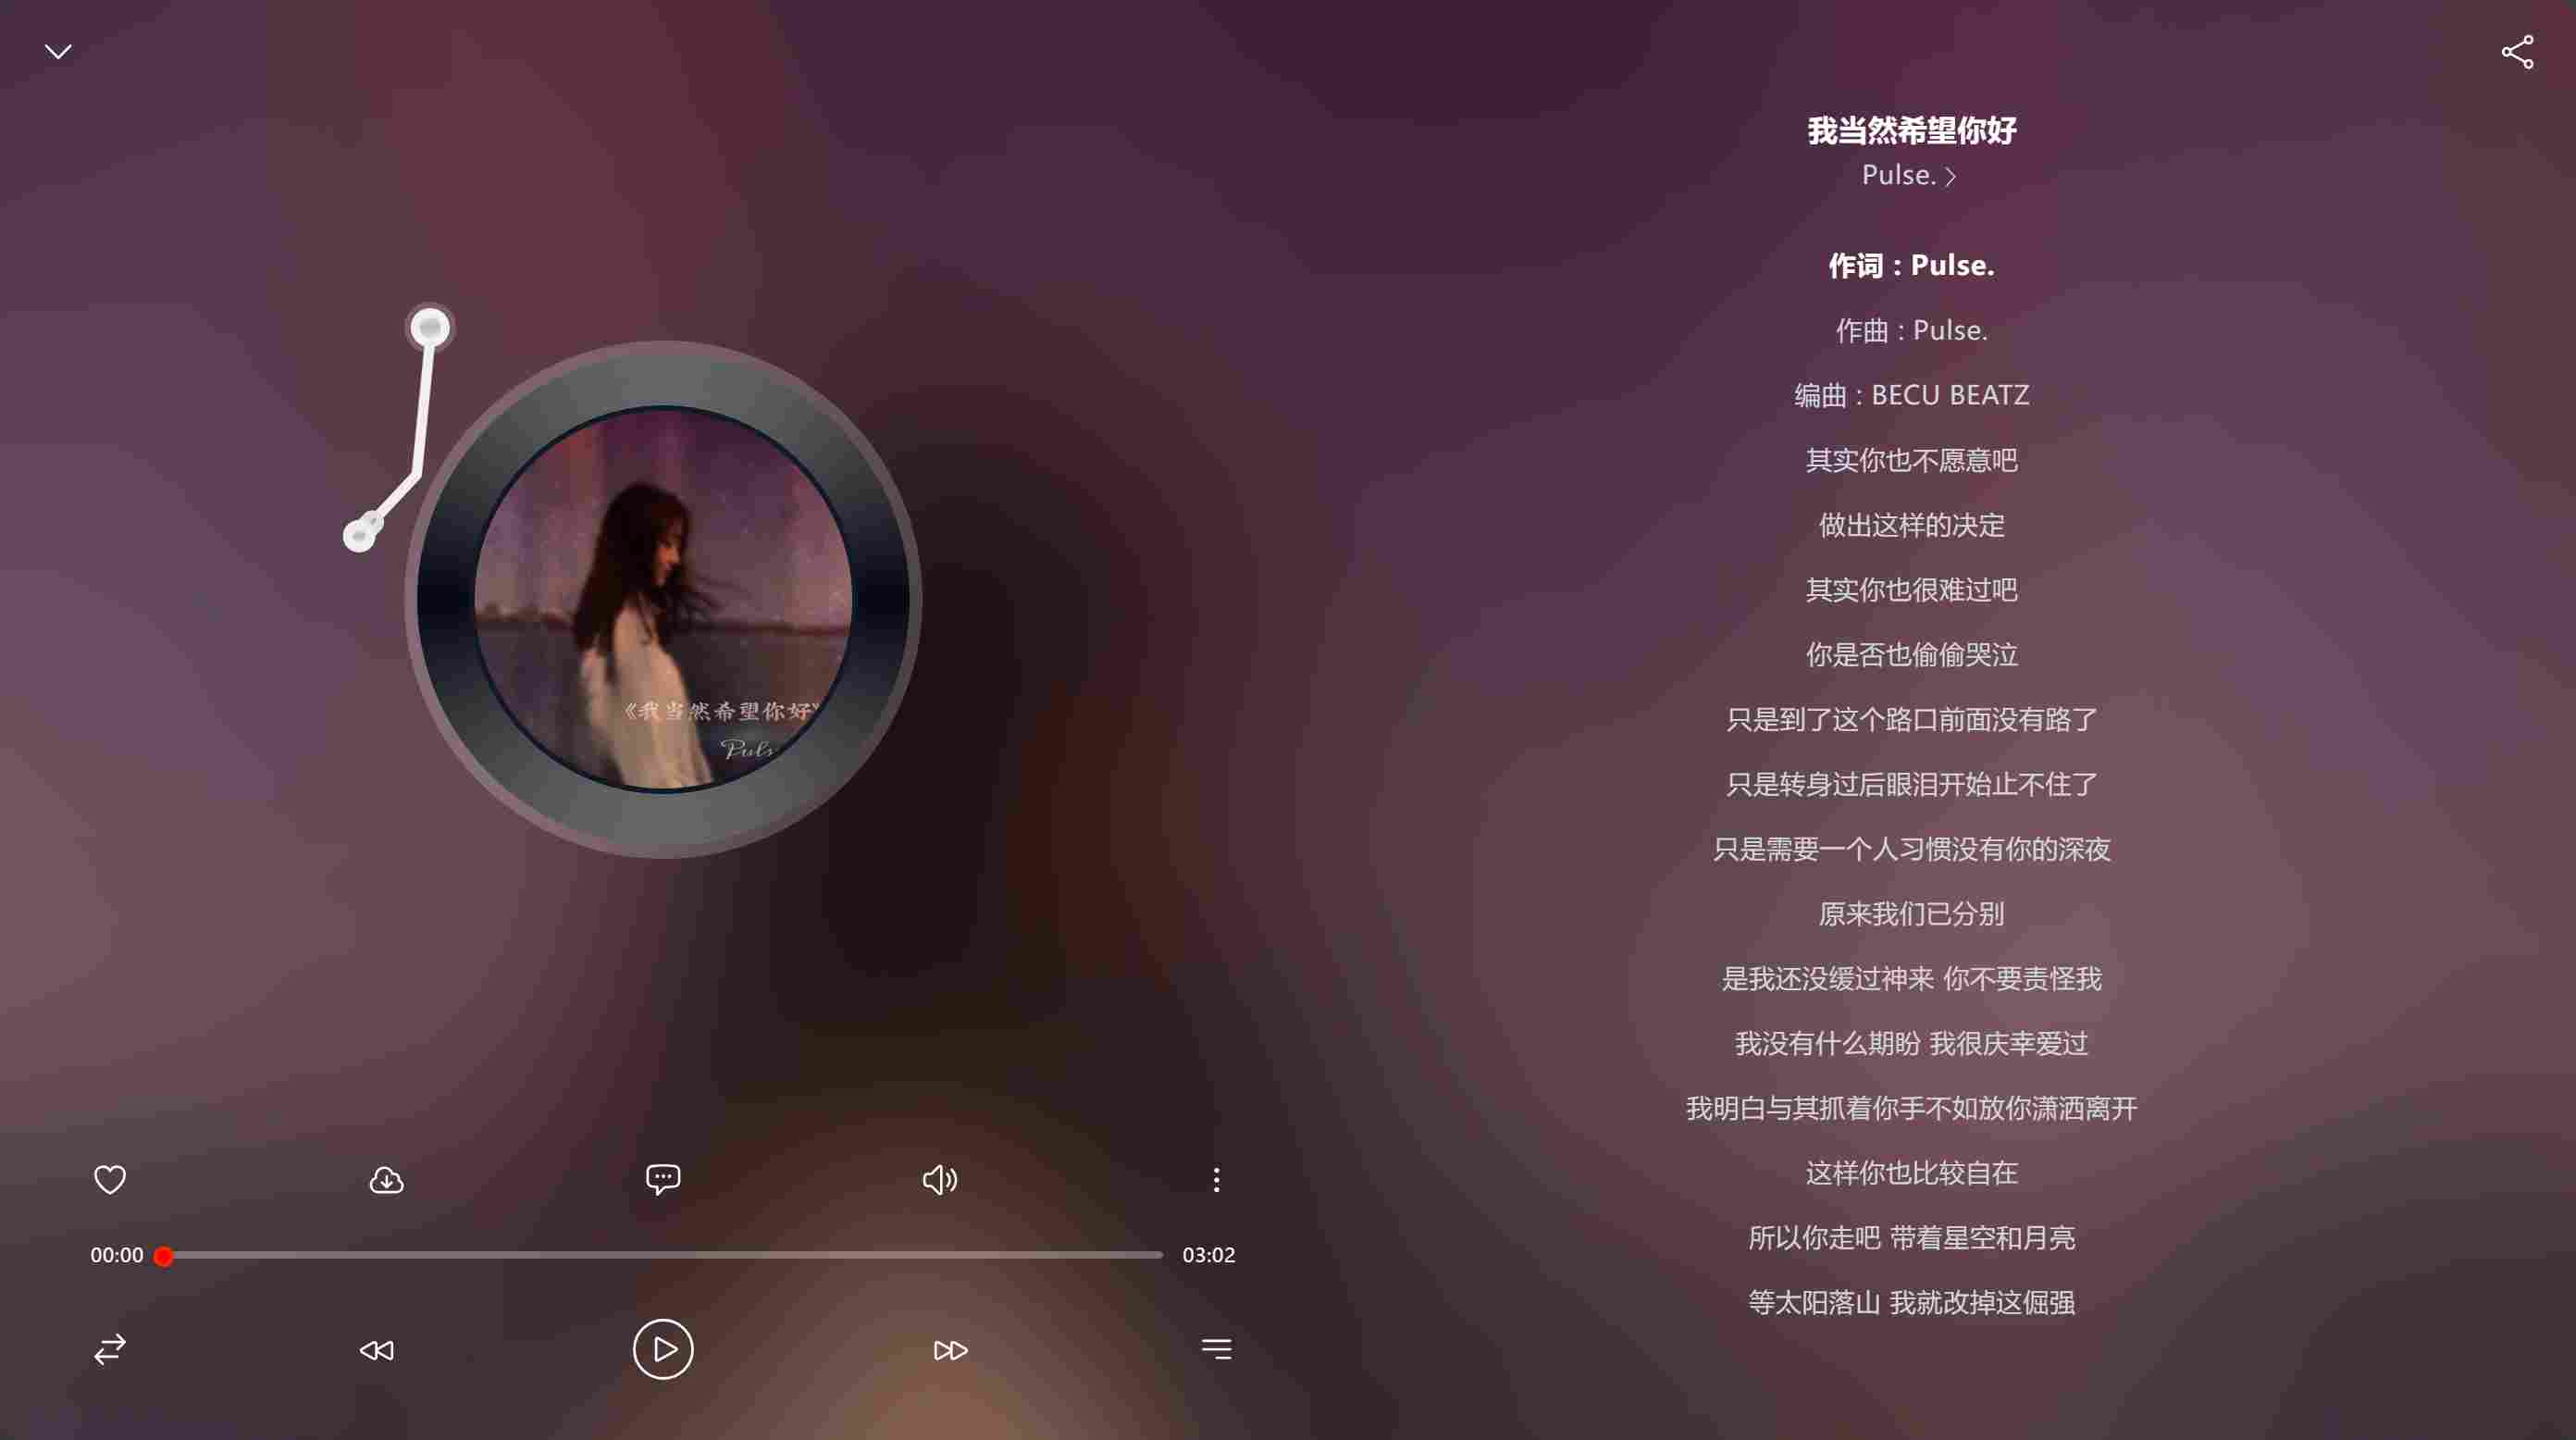 我当然希望你好
Pulse.
作词：Pulse.
作曲：Pulse.
编曲：BECU BEATZ
其实你也不愿意吧
做出这样的决定
其实你也很难过吧
你是否也偷偷哭泣
只是到了这个路口前面没有路了
只是转身过后眼泪开始止不住了
只是需要一个人习惯没有你的深夜
原来我们已分别
是我还没缓过神来 你不要责怪我
我没有什么期盼 我很庆幸爱过
我明白与其抓着你手不如放你潇洒离开
这样你也比较自在
所以你走吧 带着星空和月亮
等太阳落山 我就改掉这倔强
《我当然希望你好》
Puls
00:00
03:02